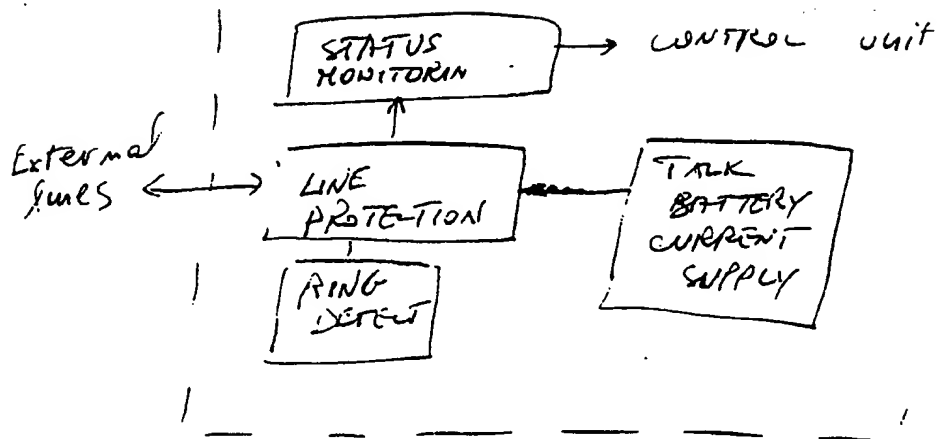 STATUS
MONITORIN
CONTROL unit
External
lines
LINE
PROTECTION
TALK
BATTERY
CURRENT
SUPPLY
RING
DETECT